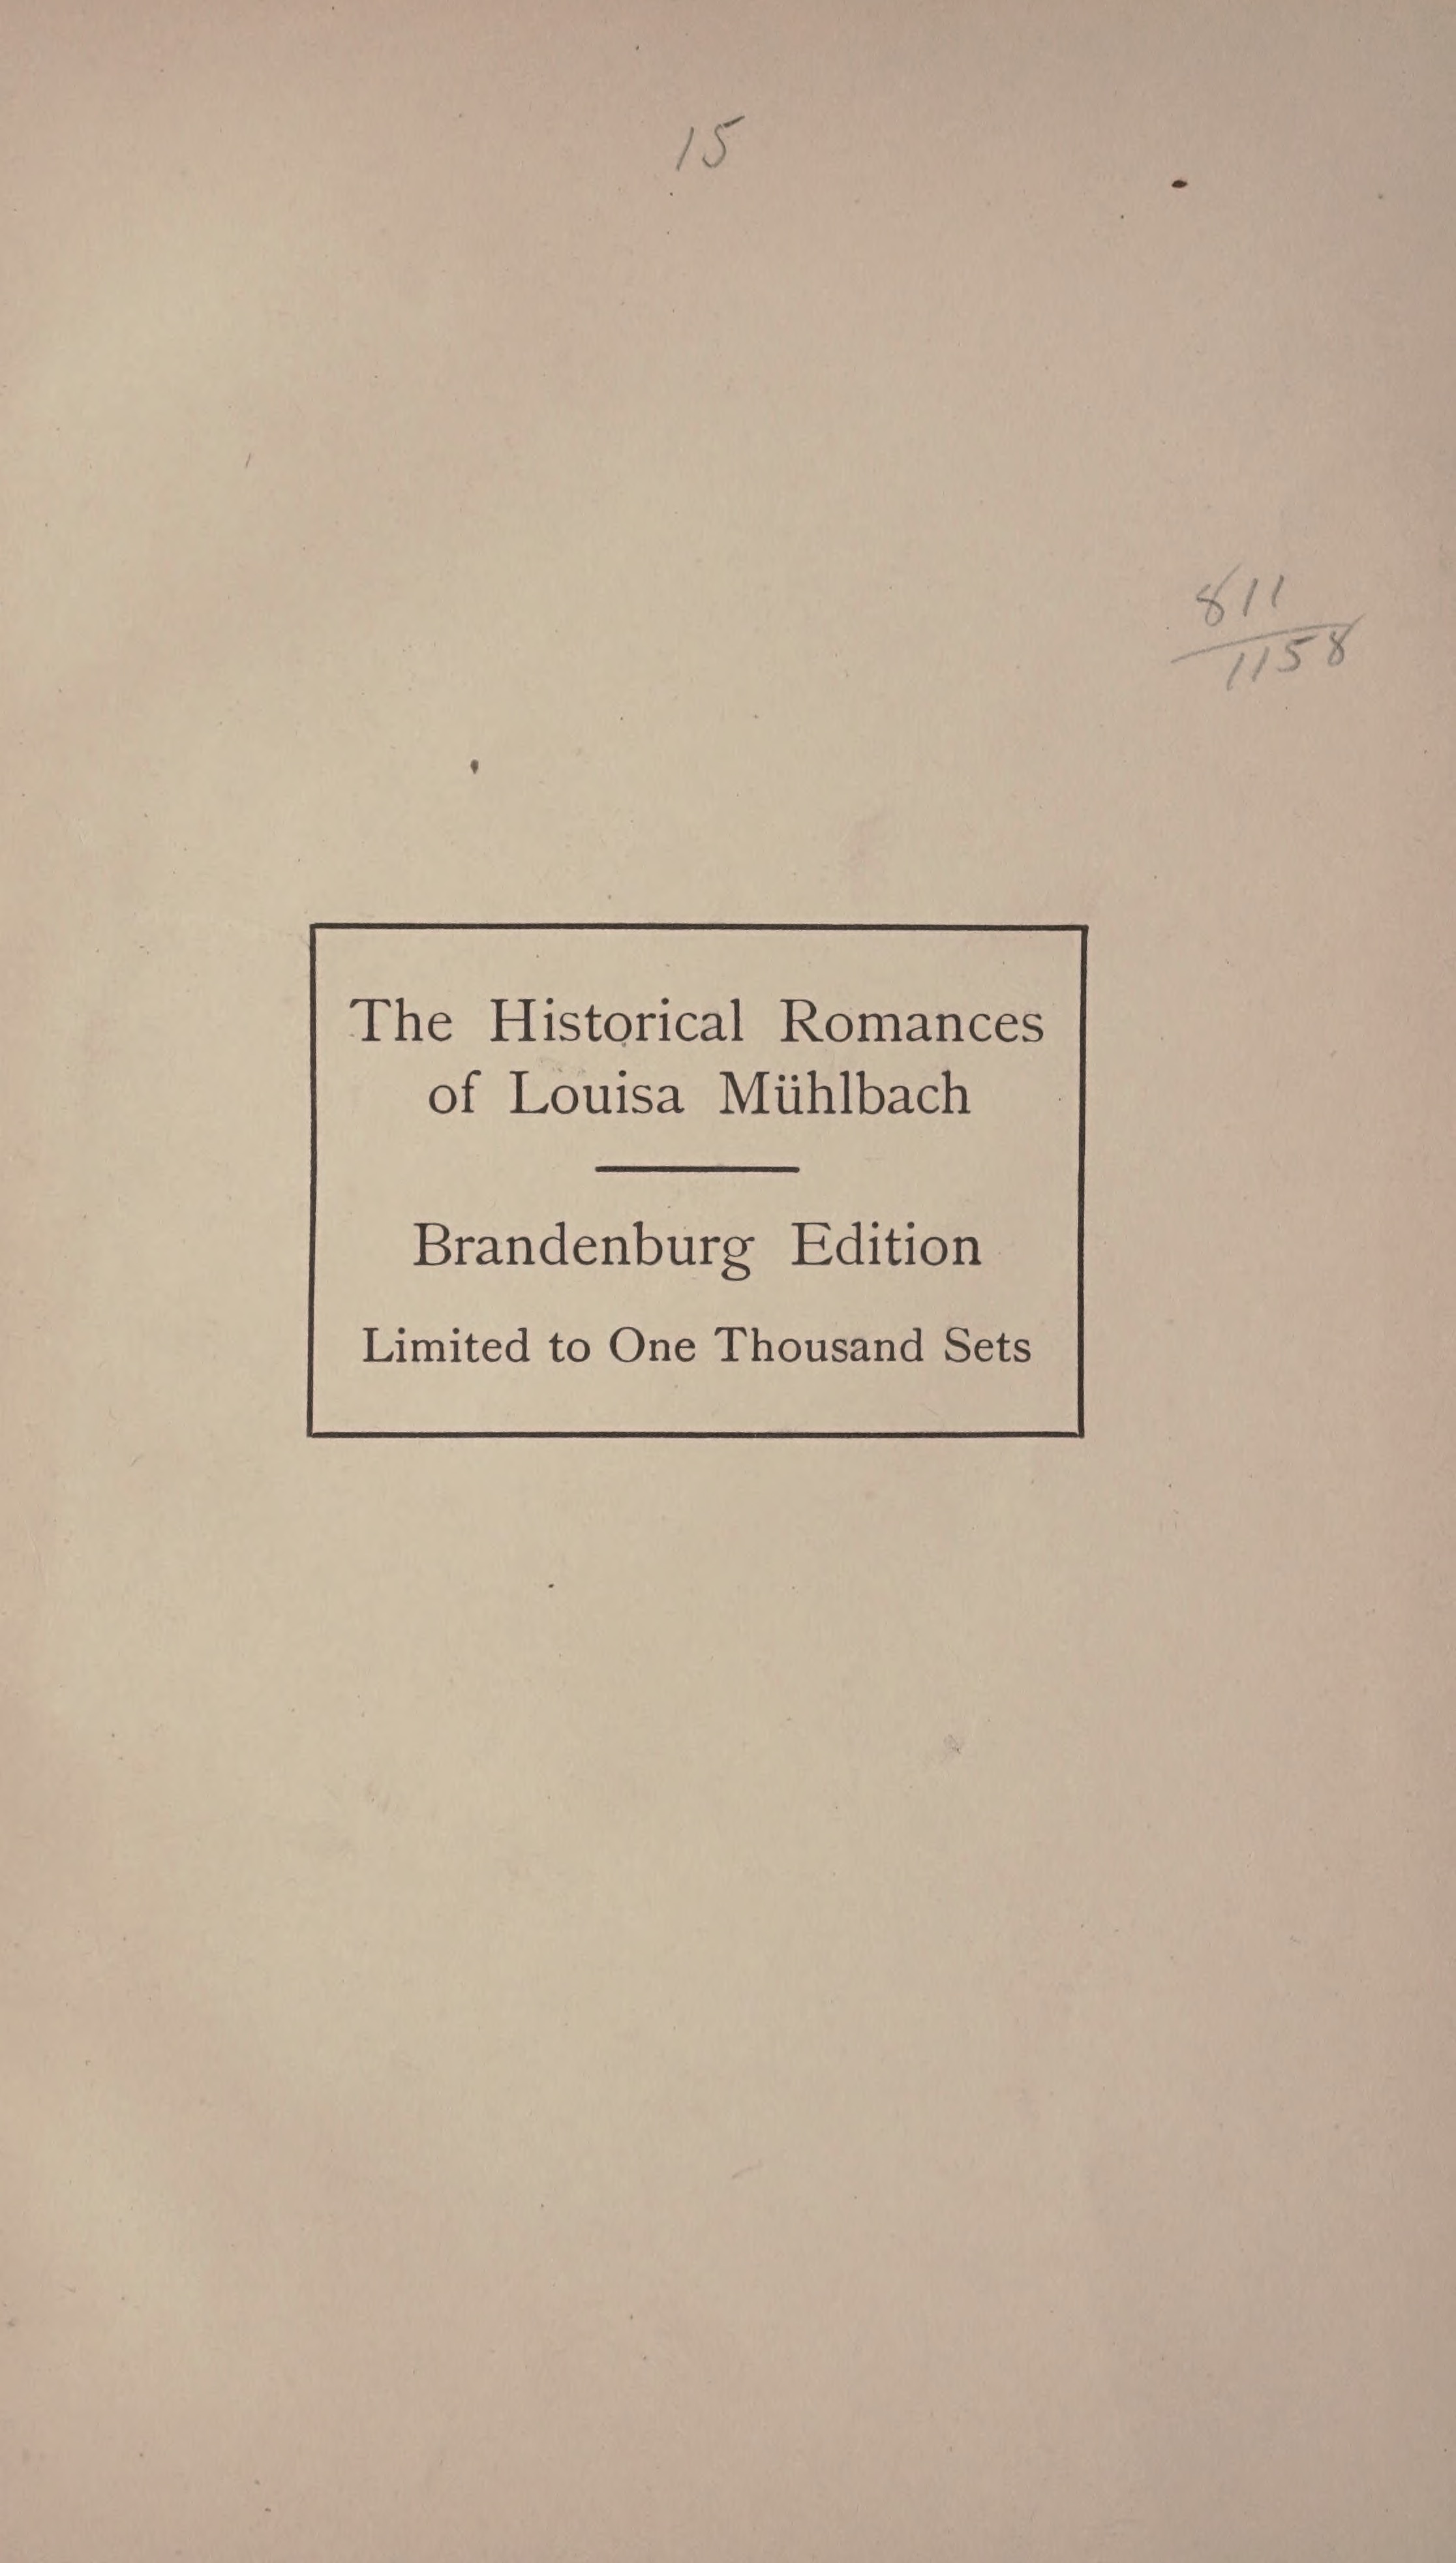 15
811
1158
The Historical Romances
of Louisa Mühlbach
Brandenburg Edition
Limited to One Thousand Sets